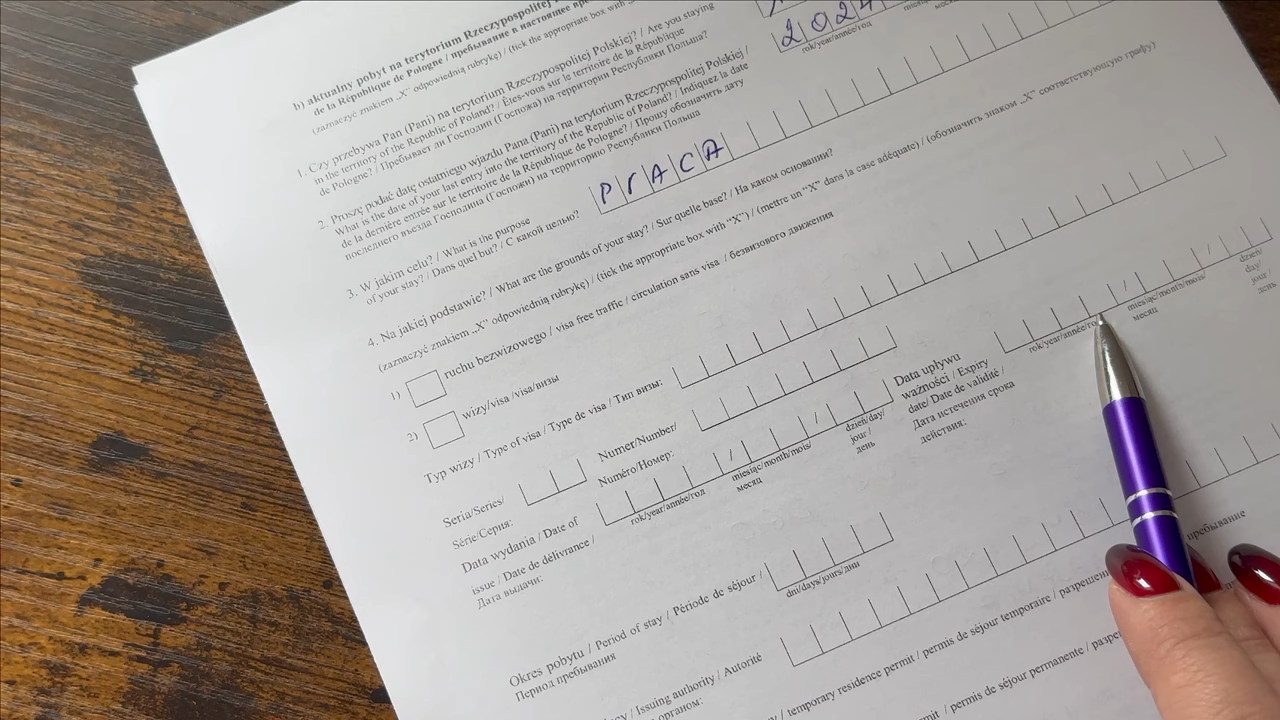 b) aktualny pobyt na terytorium Rzeczypospolitej
de la République de Pologne / пребывание в настоящее
(zaznaczyć znakiem „X” odpowiednią rubrykę) / (tick the appropriate box with
1. Czy przebywa Pan (Pani) na terytorium Rzeczypospolitej Polskiej? / Are you staying
in the territory of the Republic of Poland? / Êtes-vous sur le territoire de la République
de Pologne? / Пребывает ли Господин (Госпожа) на территории Республики Польша?
2024
rok/year/année/год
2. Proszę podać datę ostatniego wjazdu Pana (Pani) na terytorium Rzeczypospolitej Polskiej /
What is the date of your last entry into the territory of the Republic of Poland? / Indiquez la date
de la dernière entrée sur le territoire de la République de Pologne? / Прошу обозначить дату
последнего въезда Господина (Госпожи) на территорию Республики Польша
3. W jakim celu? / What is the purpose
of your stay? / Dans quel but? / С какой целью?
PrACA
4. Na jakiej podstawie? / What are the grounds of your stay? / Sur quelle base? / На каком основании?
(zaznaczyć znakiem „X” odpowiednią rubrykę) / (tick the appropriate box with “X”) / (mettre un “X” dans la case adéquate) / (обозначить знаком „X” соответствующую графу)
1) ruchu bezwizowego / visa free traffic / circulation sans visa / безвизового движения
2) wizy/visa /visa/визы
Typ wizy / Type of visa / Type de visa / Тип визы:
Seria/Series/
Série/Серия:
Numer/Number/
Numéro/Номер:
Data wydania / Date of
issue / Date de délivrance /
Дата выдачи:
rok/year/année/год
/
miesiąc/month/mois/
месяц
/
dzień/day/
jour /
день
Data upływu
ważności / Expiry
date/ Date de validité /
Дата истечения срока
действия:
rok/year/année/
/
miesiąc/month/mois/
месяц
/
dzień/
day/
jour /
день
Okres pobytu / Period of stay / Période de séjour /
Период пребывания
dni/days/jours/дни
/ Issuing authority / Autorité
органом:
/ temporary residence permit / permis de séjour temporaire /
пребывание
permit / permis de séjour permanente /